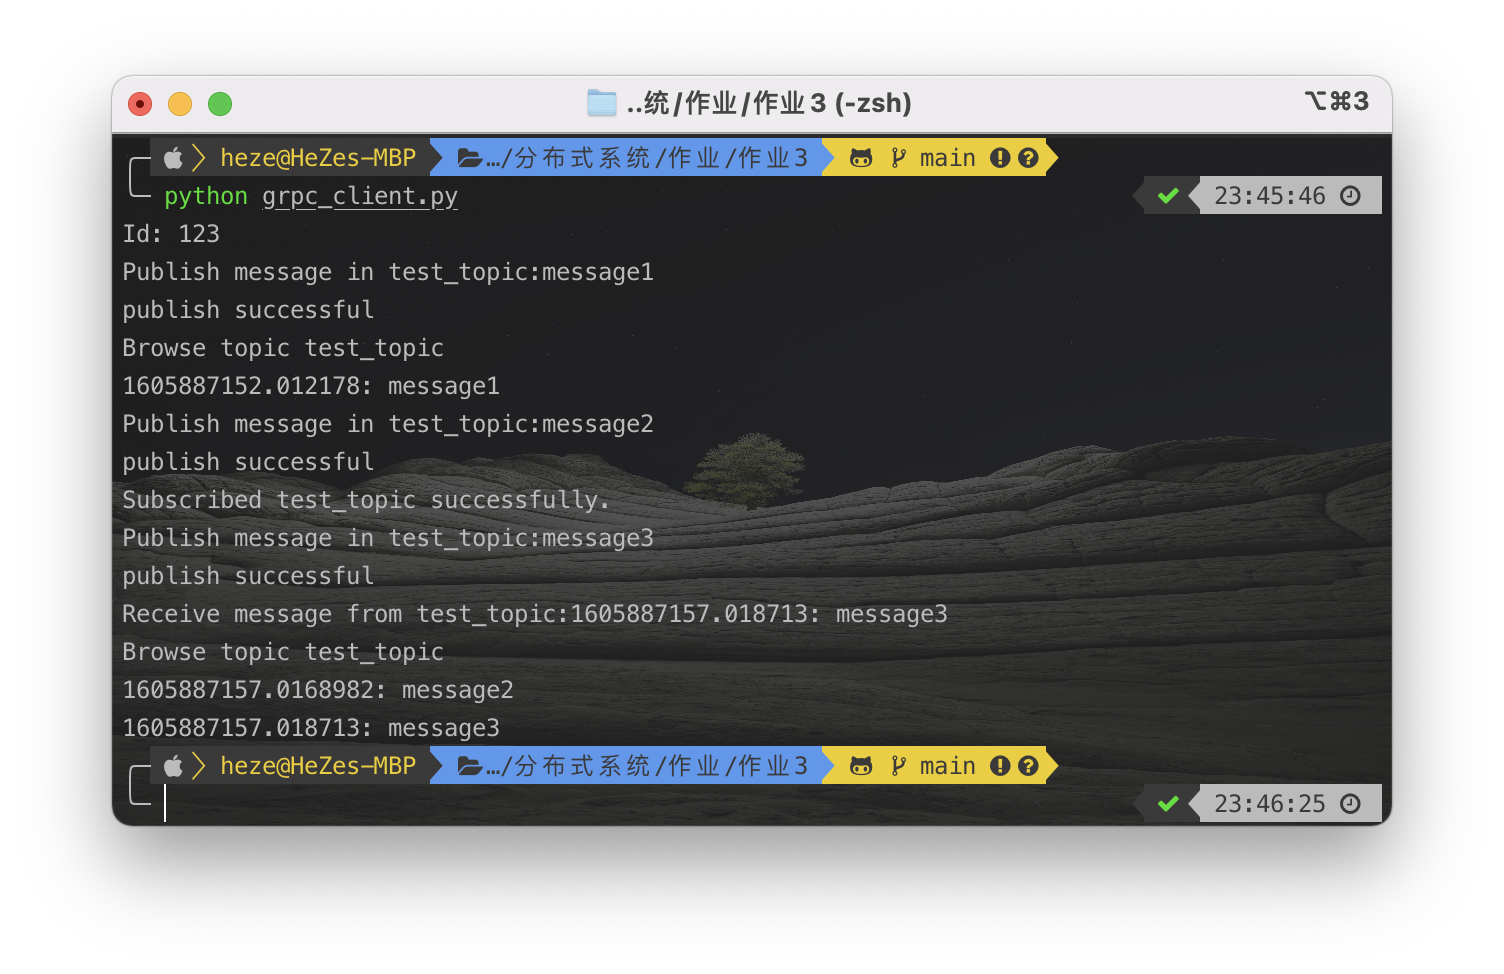 ..统/作业/作业3 (-zsh) ⌥⌘3
heze@HeZes-MBP …/分布式系统/作业/作业3 main
python grpc_client.py 23:45:46
Id: 123
Publish message in test_topic:message1
publish successful
Browse topic test_topic
1605887152.012178: message1
Publish message in test_topic:message2
publish successful
Subscribed test_topic successfully.
Publish message in test_topic:message3
publish successful
Receive message from test_topic:1605887157.018713: message3
Browse topic test_topic
1605887157.0168982: message2
1605887157.018713: message3
heze@HeZes-MBP …/分布式系统/作业/作业3 main
23:46:25